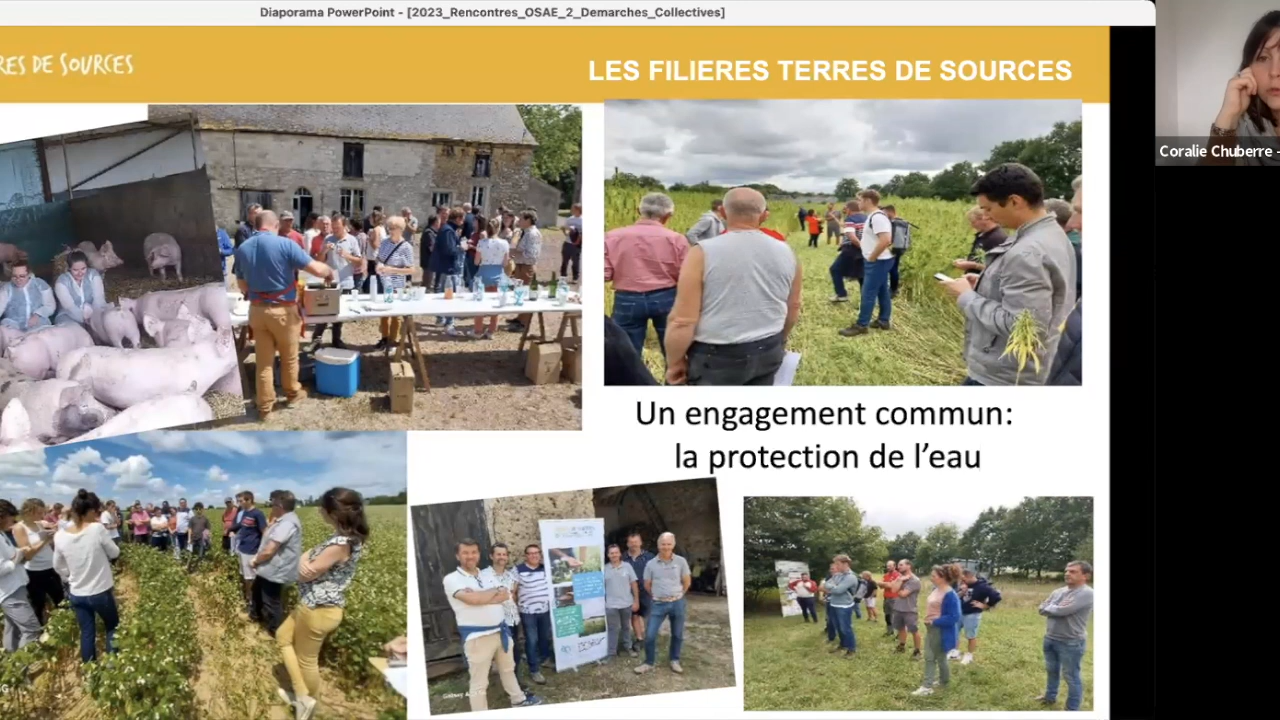 Diaporama PowerPoint - [2023_Rencontres_OSAE_2_Demarches_Collectives]
RES DE SOURCES
LES FILIERES TERRES DE SOURCES
Coralie Chuberre -
Un engagement commun:
la protection de l'eau